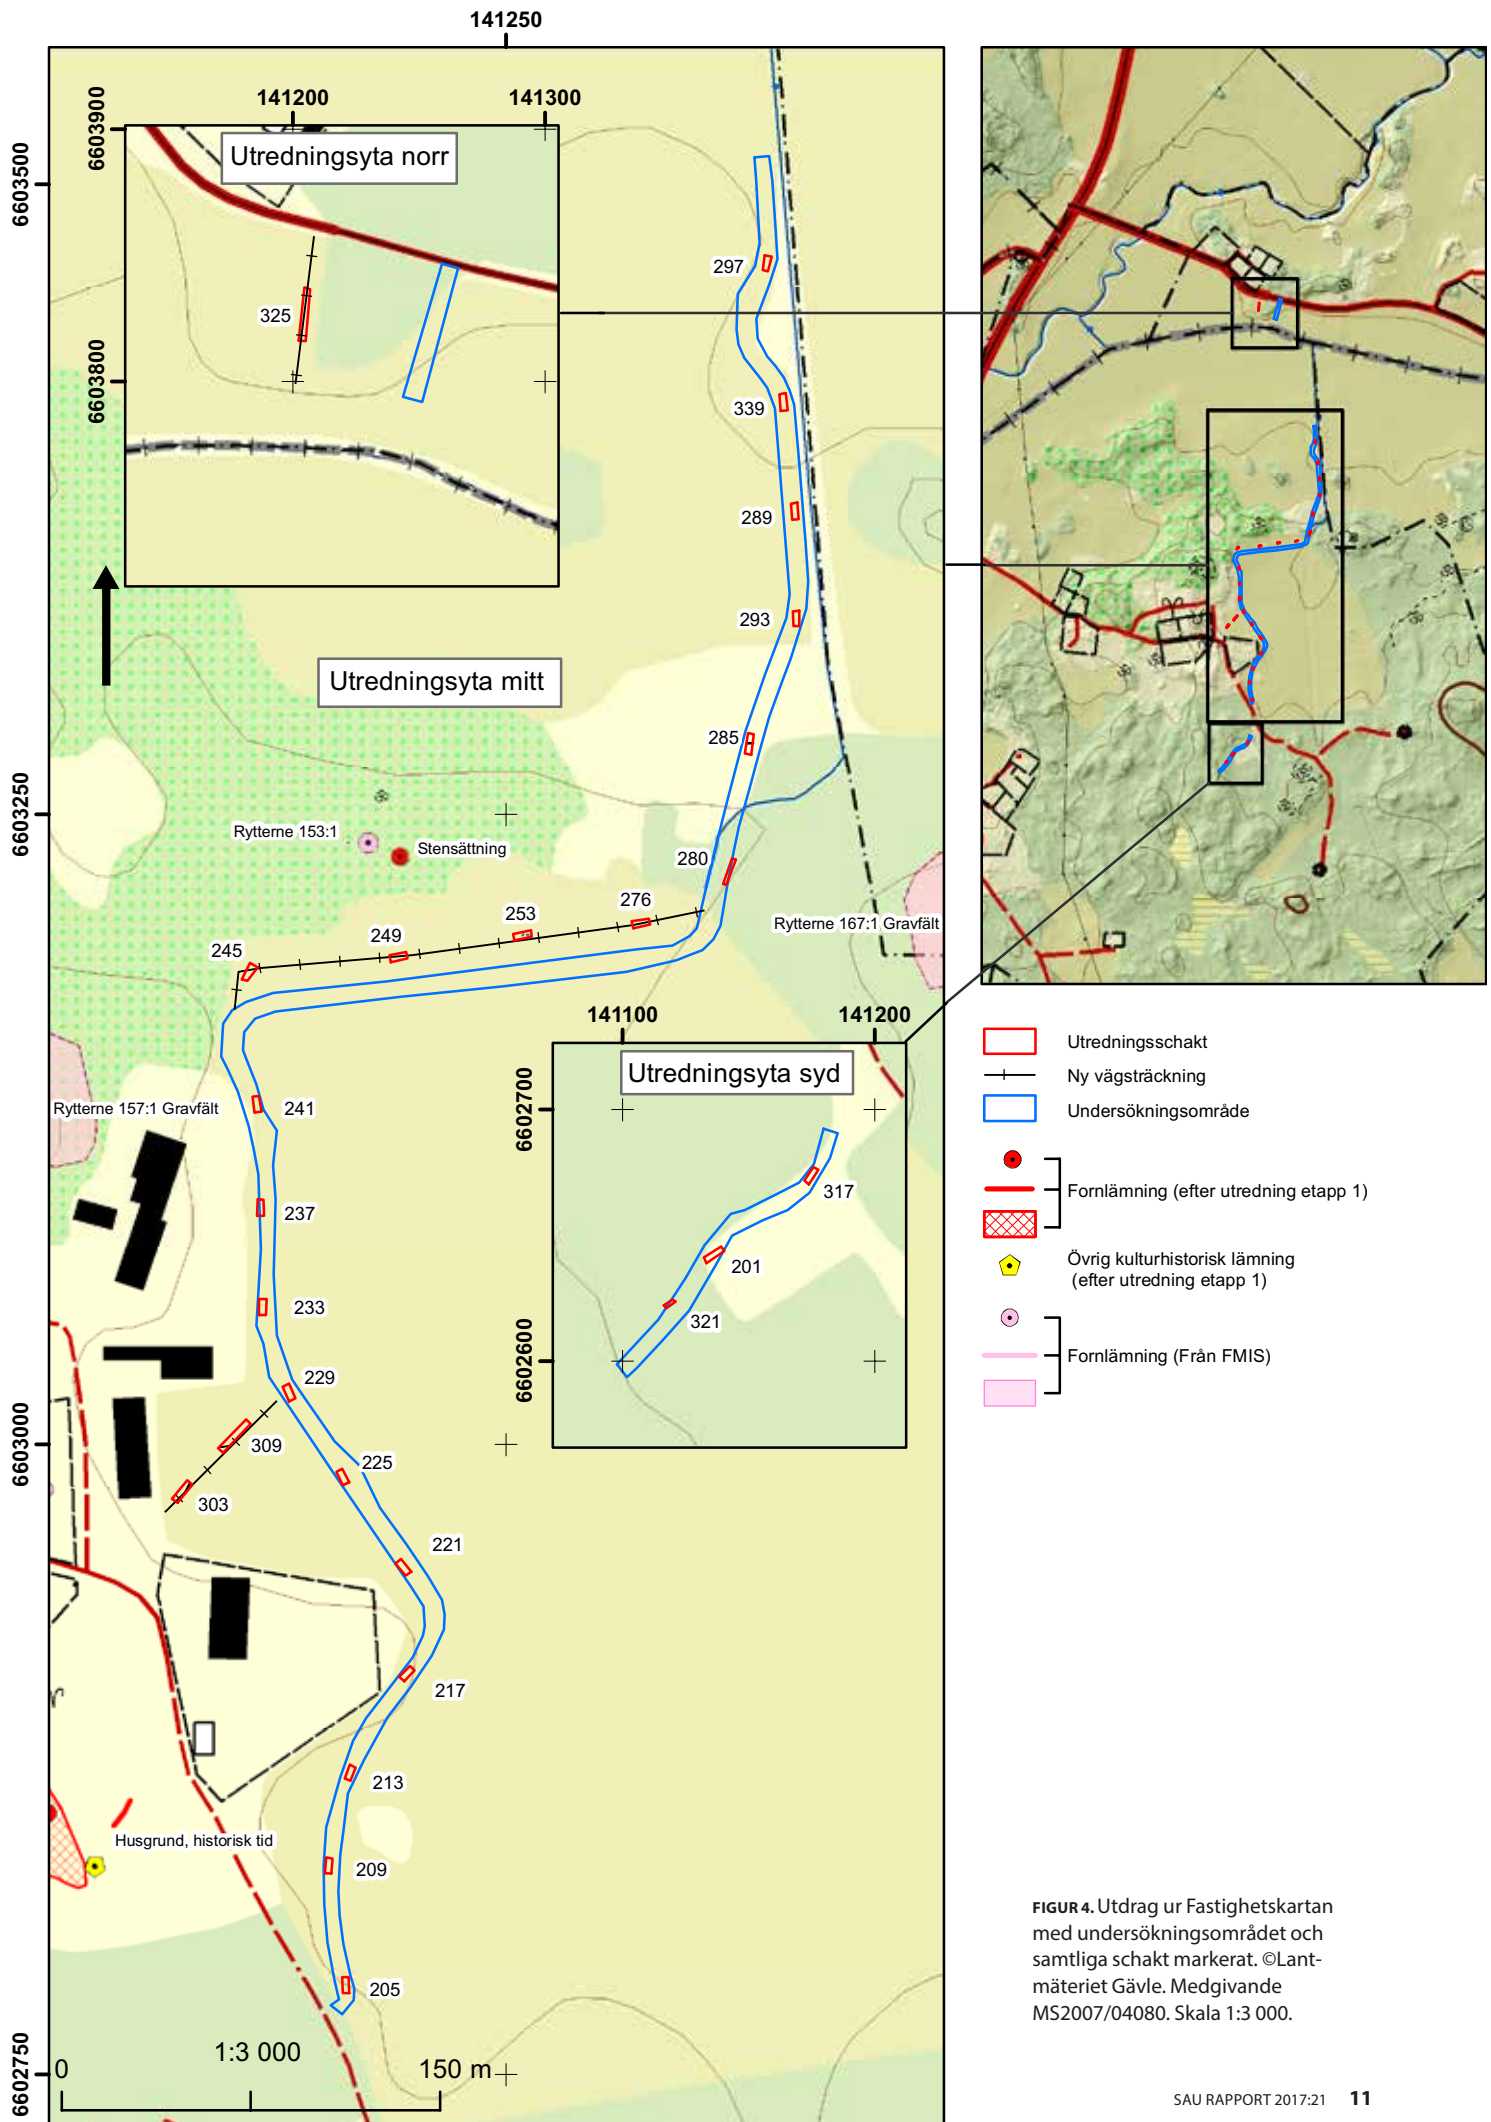 141250
141200
141300
6603900
6603800
6603500
Utredningsyta norr
325
297
339
289
293
Utredningsyta mitt
285
6603250
Rytterne 153:1
Stensättning
280
276
253
249
245
Rytterne 167:1 Gravfält
141100
141200
Utredningsyta syd
6602700
6602600
317
201
321
Rytterne 157:1 Gravfält
241
237
233
229
309
303
6603000
225
221
217
213
Husgrund, historisk tid
209
205
6602750
0
1:3 000
150 m
Utredningsschakt
Ny vägsträckning
Undersökningsområde
Fornlämning (efter utredning etapp 1)
Övrig kulturhistorisk lämning
(efter utredning etapp 1)
Fornlämning (Från FMIS)
FIGUR 4. Utdrag ur Fastighetskartan
med undersökningsområdet och
samtliga schakt markerat. ©Lant-
mäteriet Gävle. Medgivande
MS2007/04080. Skala 1:3 000.
SAU RAPPORT 2017:21 11